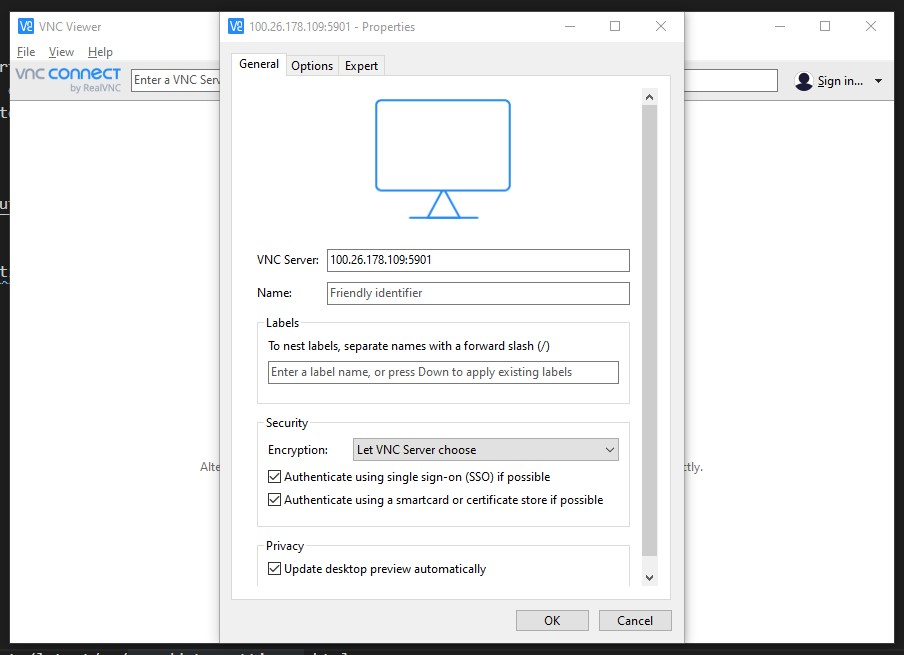 VNC Viewer
100.26.178.109:5901 - Properties
File View Help
General Options Expert
vnc connect
by RealVNC
Enter a VNC Serv
Sign in...
VNC Server: 100.26.178.109:5901
Name: Friendly identifier
Labels
To nest labels, separate names with a forward slash (/)
Enter a label name, or press Down to apply existing labels
Security
Encryption: Let VNC Server choose
Alte
ctly.
Authenticate using single sign-on (SSO) if possible
Authenticate using a smartcard or certificate store if possible
Privacy
Update desktop preview automatically
OK Cancel